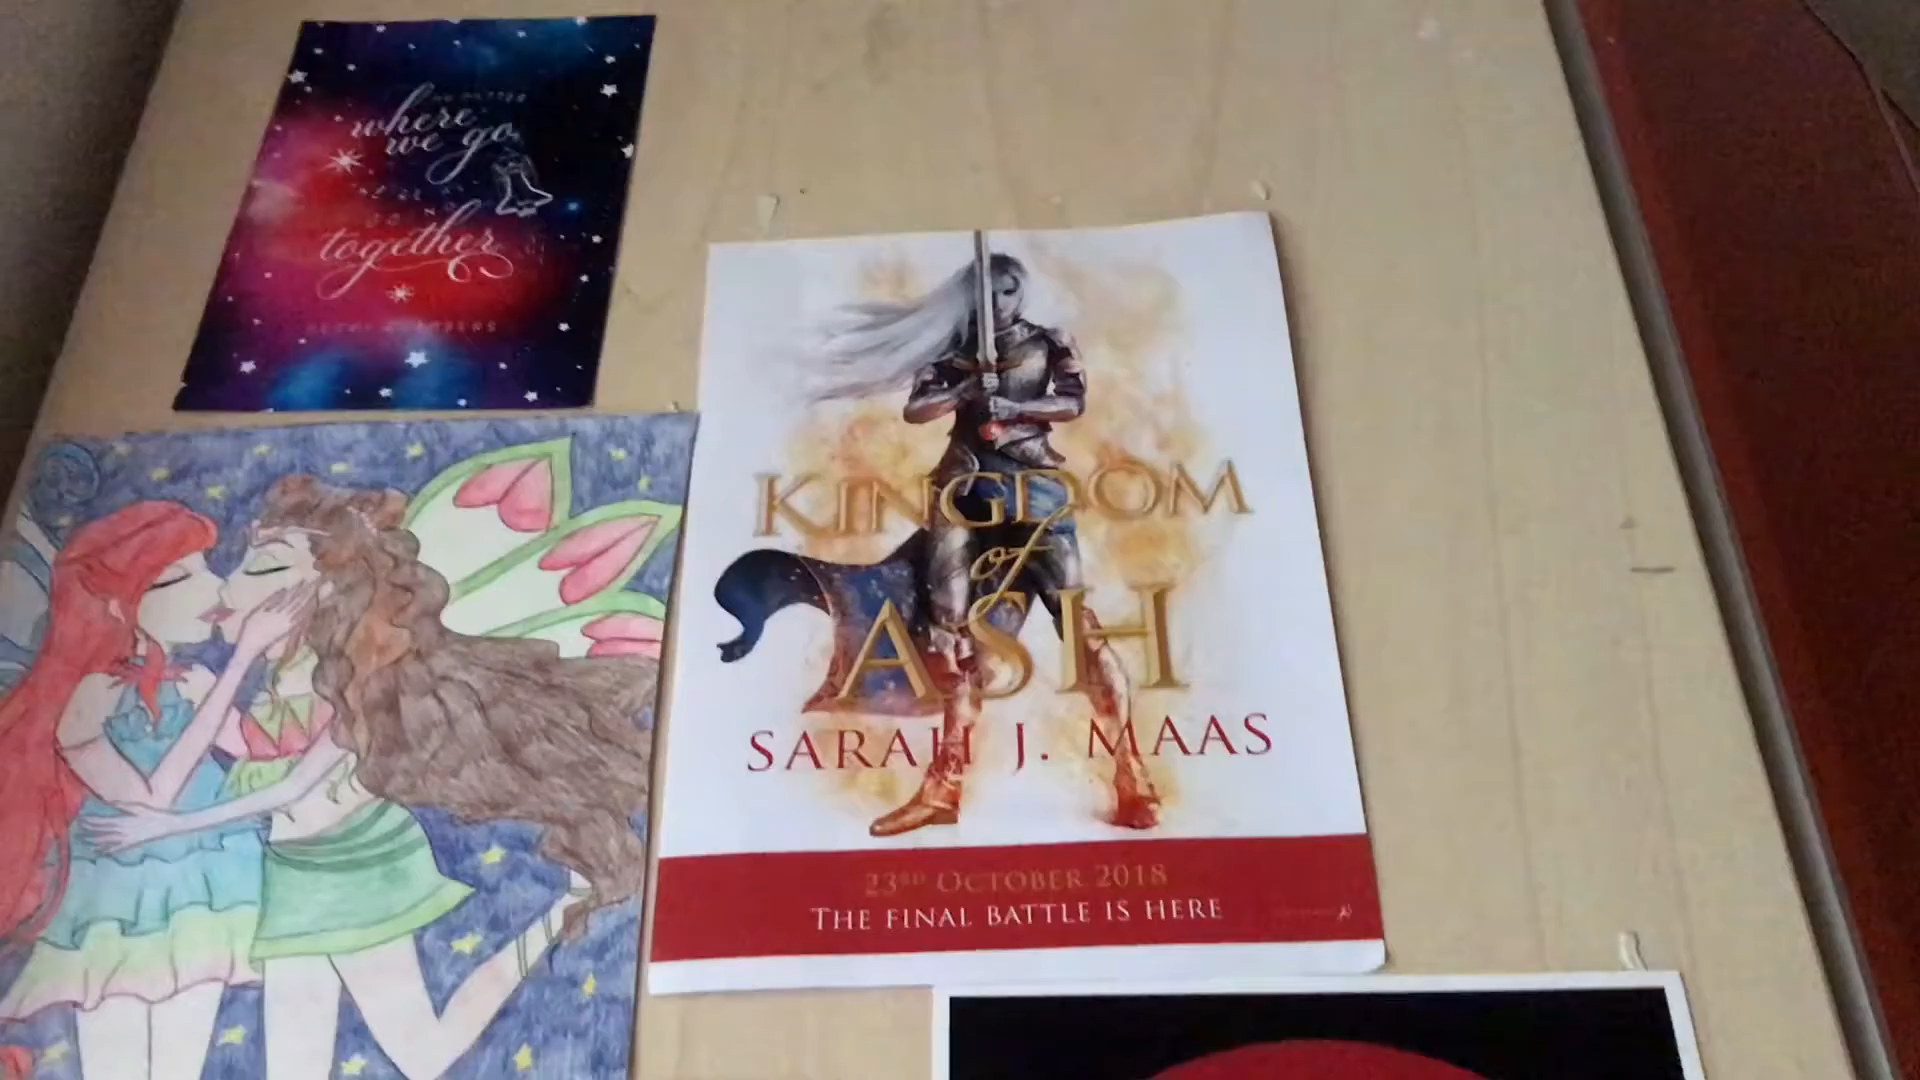 where
we go,
together
KINGDOM
of
ASH
SARAH J. MAAS
23RD OCTOBER 2018
THE FINAL BATTLE IS HERE